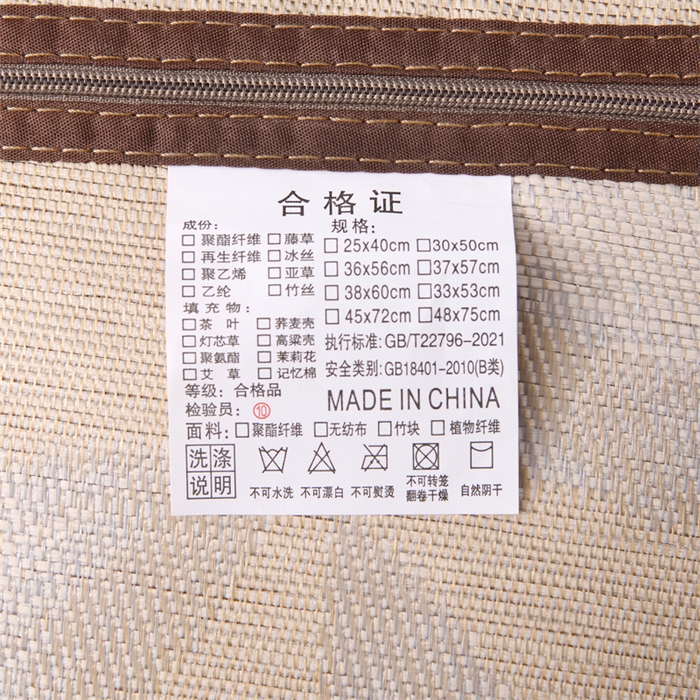 合格证
成份:
□ 聚酯纤维 □ 藤草
□ 再生纤维 □ 冰丝
□ 聚乙烯 □ 亚草
□ 乙纶 □ 竹丝
填充物:
□ 茶叶 □ 荞麦壳
□ 灯芯草 □ 高粱壳
□ 聚氨酯 □ 茉莉花
□ 艾草 □ 记忆棉
等级: 合格品
检验员: ⑩
规格:
□ 25x40cm □ 30x50cm
□ 36x56cm □ 37x57cm
□ 38x60cm □ 33x53cm
□ 45x72cm □ 48x75cm
执行标准: GB/T22796-2021
安全类别: GB18401-2010(B类)
MADE IN CHINA
面料: □ 聚酯纤维 □ 无纺布 □ 竹块 □ 植物纤维
洗涤
说明
不可水洗 不可漂白 不可熨烫 不可转笼翻卷干燥 自然阴干